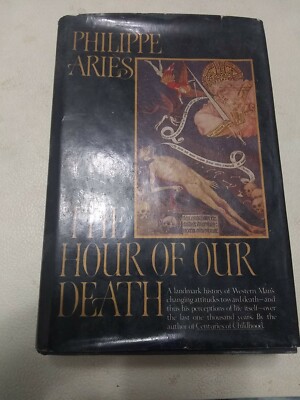 PHILIPPE
ARIES
THE
HOUR OF OUR
DEATH
A landmark history of Western Man's
changing attitudes toward death—and
thus his perceptions of life itself—over
the last one thousand years. By the
author of Centuries of Childhood.